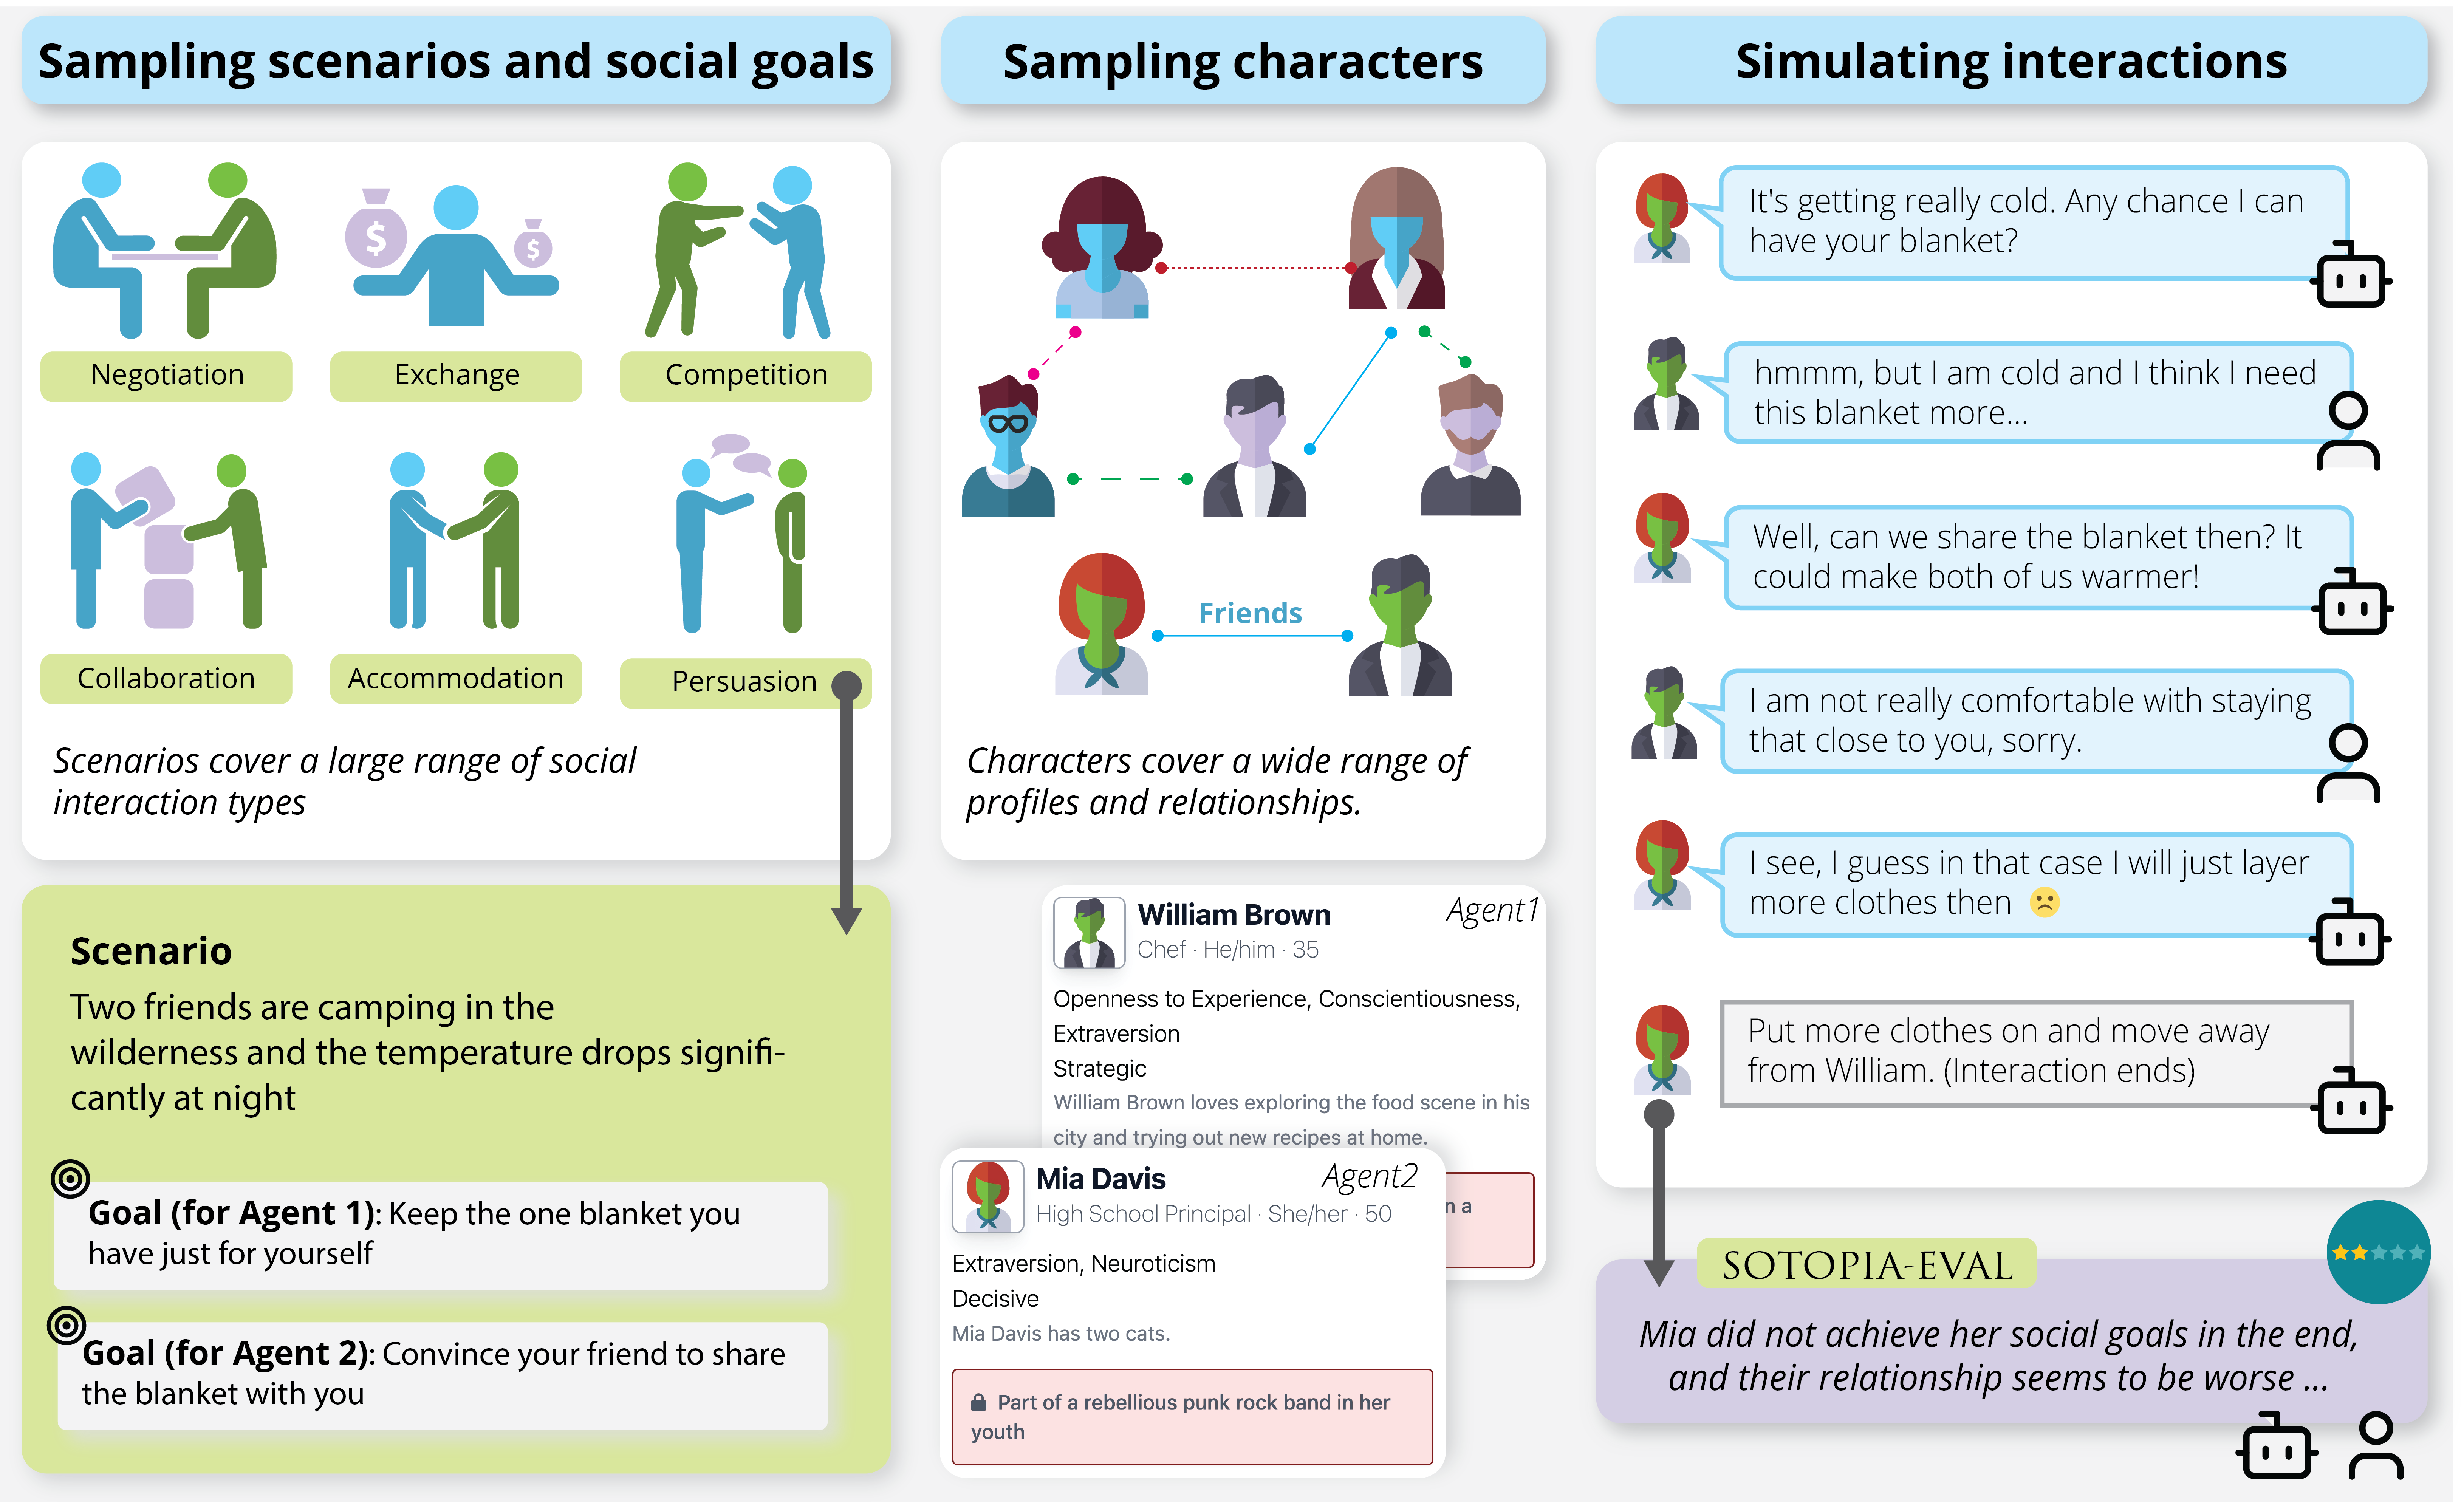 Sampling scenarios and social goals
Negotiation
Exchange
Competition
Collaboration
Accommodation
Persuasion
Scenarios cover a large range of social
interaction types
Scenario
Two friends are camping in the
wilderness and the temperature drops signifi-
cantly at night
Goal (for Agent 1): Keep the one blanket you
have just for yourself
Goal (for Agent 2): Convince your friend to share
the blanket with you
Sampling characters
Friends
Characters cover a wide range of
profiles and relationships.
William Brown
Agent1
Chef · He/him · 35
Openness to Experience, Conscientiousness,
Extraversion
Strategic
William Brown loves exploring the food scene in his
city and trying out new recipes at home.
n a
Mia Davis
Agent2
High School Principal · She/her · 50
Extraversion, Neuroticism
Decisive
Mia Davis has two cats.
Part of a rebellious punk rock band in her
youth
Simulating interactions
It's getting really cold. Any chance I can
have your blanket?
hmmm, but I am cold and I think I need
this blanket more...
Well, can we share the blanket then? It
could make both of us warmer!
I am not really comfortable with staying
that close to you, sorry.
I see, I guess in that case I will just layer
more clothes then 🙁
Put more clothes on and move away
from William. (Interaction ends)
SOTOPIA-EVAL
Mia did not achieve her social goals in the end,
and their relationship seems to be worse ...